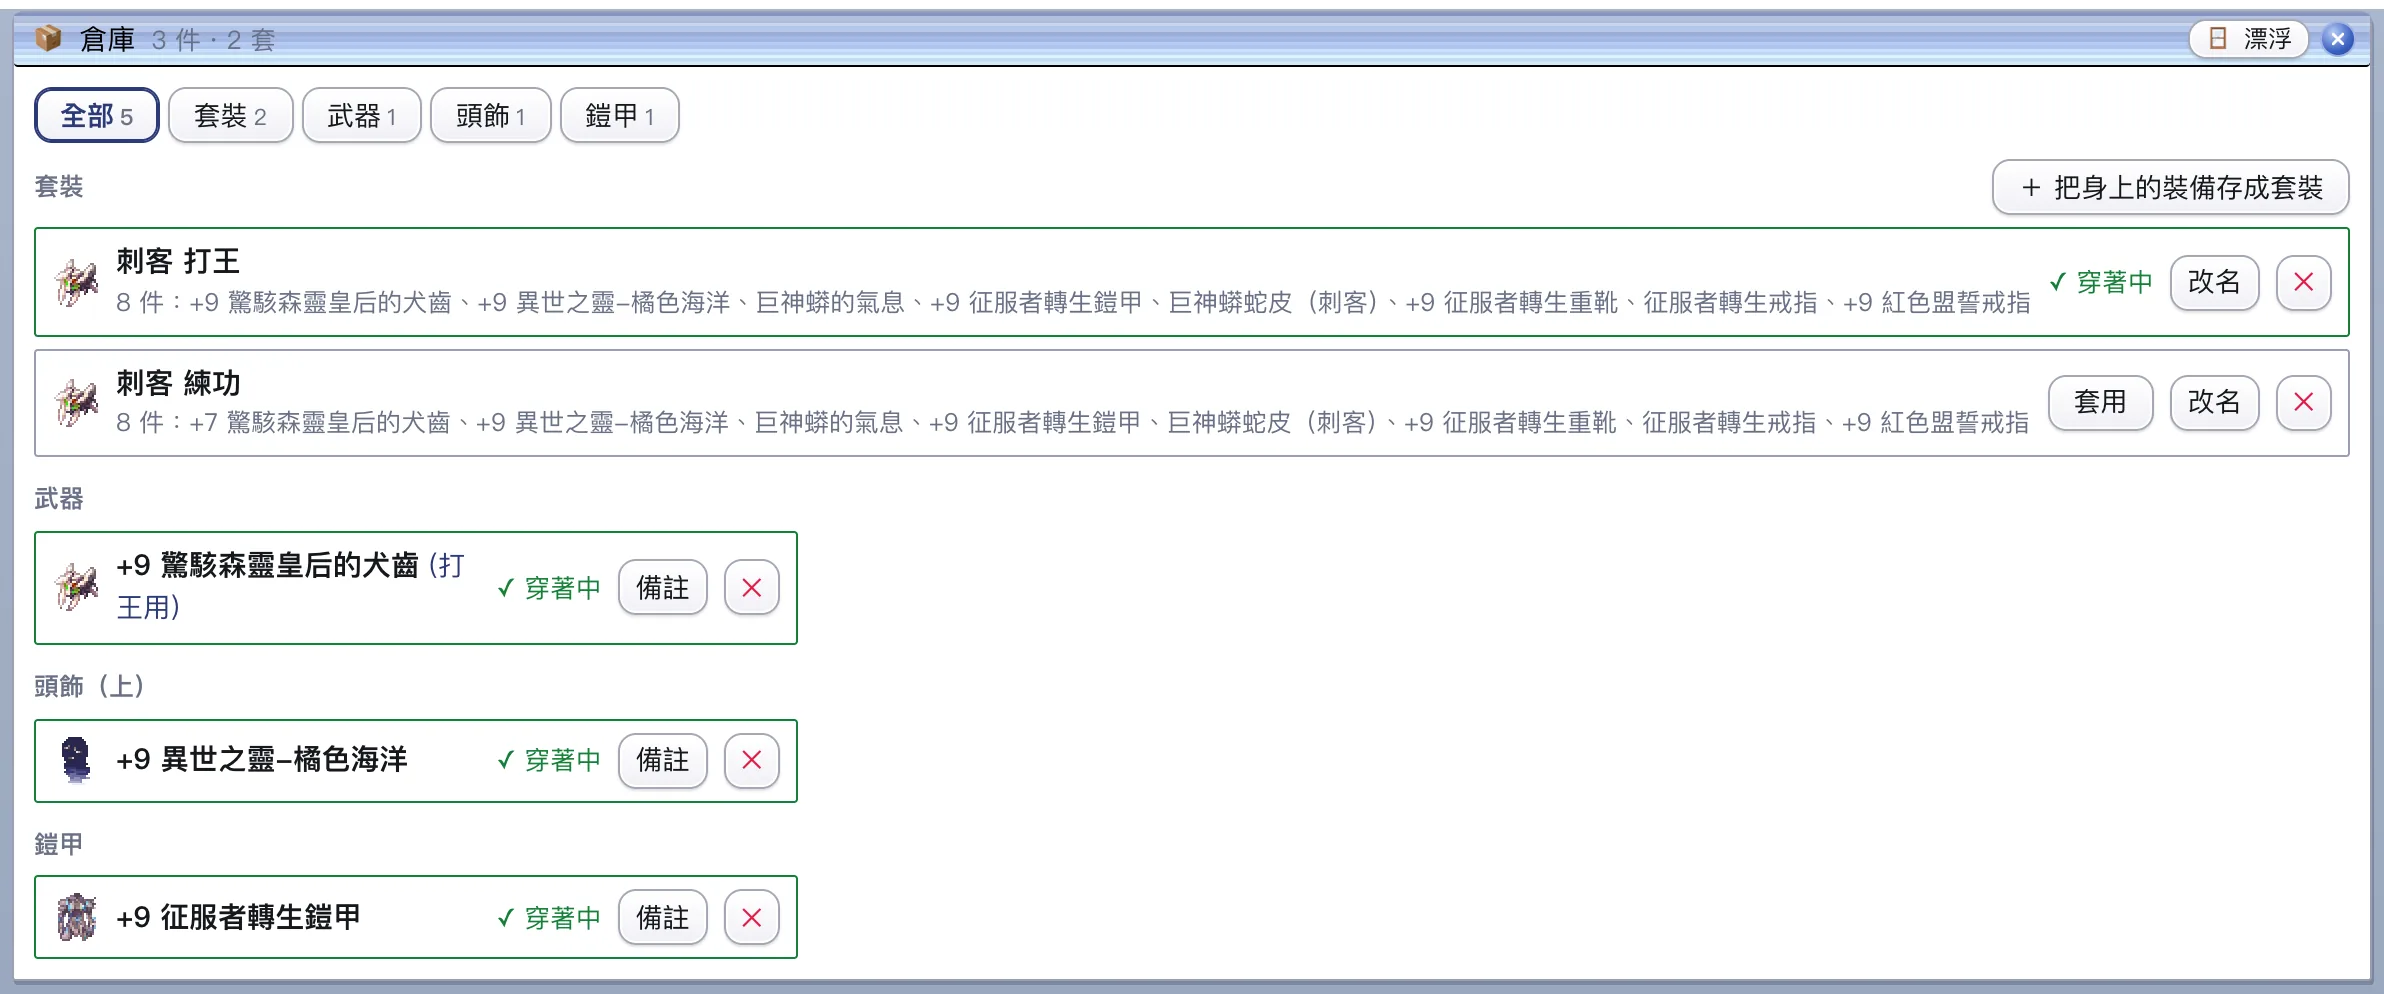 倉庫 3 件 · 2 套
漂浮
全部 5 套裝 2 武器 1 頭飾 1 鎧甲 1
套裝
＋ 把身上的裝備存成套裝
刺客 打王
8 件：+9 驚駭森靈皇后的犬齒、+9 異世之靈–橘色海洋、巨神蟒的氣息、+9 征服者轉生鎧甲、巨神蟒蛇皮（刺客）、+9 征服者轉生重靴、征服者轉生戒指、+9 紅色盟誓戒指
✓ 穿著中 改名
刺客 練功
8 件：+7 驚駭森靈皇后的犬齒、+9 異世之靈–橘色海洋、巨神蟒的氣息、+9 征服者轉生鎧甲、巨神蟒蛇皮（刺客）、+9 征服者轉生重靴、征服者轉生戒指、+9 紅色盟誓戒指
套用 改名
武器
+9 驚駭森靈皇后的犬齒 (打
王用)
✓ 穿著中 備註
頭飾（上）
+9 異世之靈–橘色海洋
✓ 穿著中 備註
鎧甲
+9 征服者轉生鎧甲
✓ 穿著中 備註